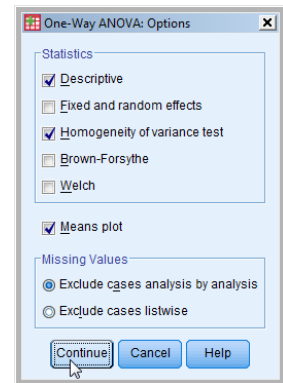 One-Way ANOVA: Options
Statistics
Descriptive
Fixed and random effects
Homogeneity of variance test
Brown-Forsythe
Welch
Means plot
Missing Values
Exclude cases analysis by analysis
Exclude cases listwise
Continue Cancel Help